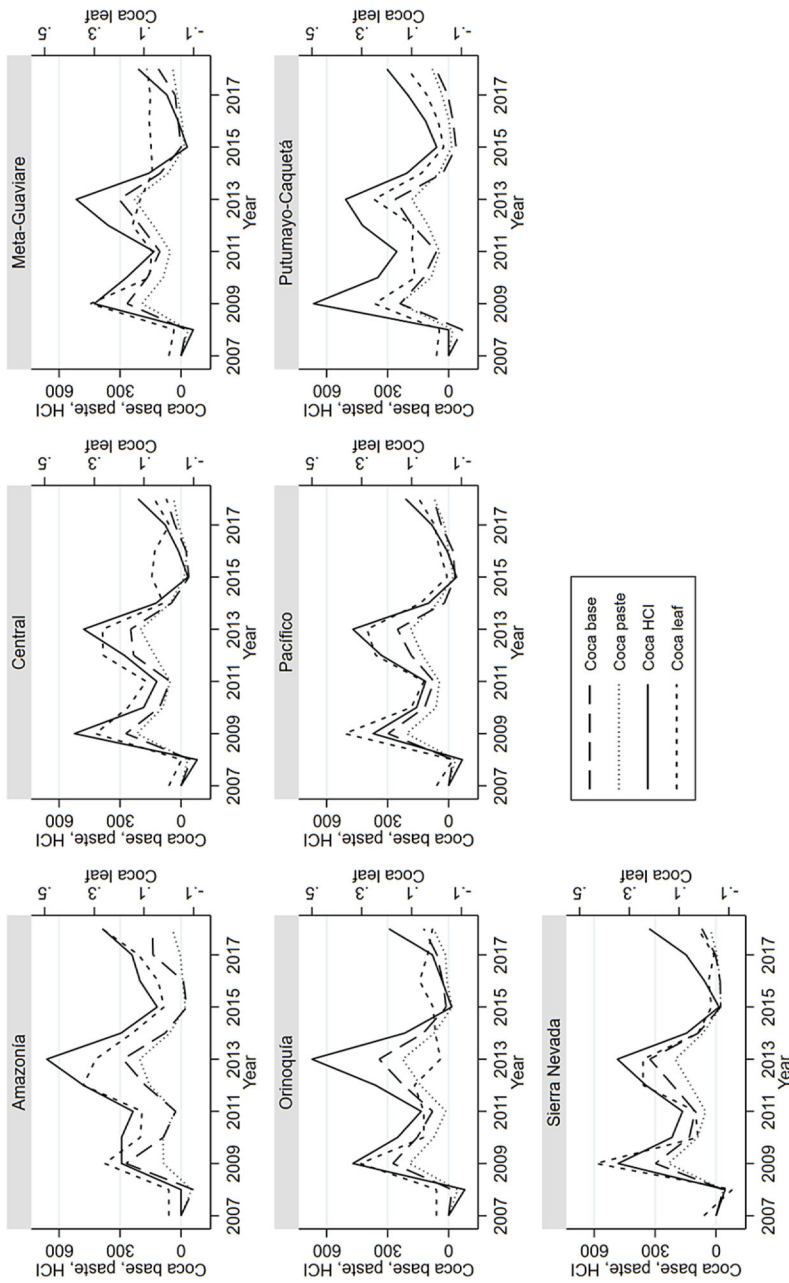 Amazonía
Coca base, paste, HCl
0 300 600
Coca leaf
-.1 .1 .3 .5
2007 2009 2011 2013 2015 2017
Year
Central
Coca base, paste, HCl
0 300 600
Coca leaf
-.1 .1 .3 .5
2007 2009 2011 2013 2015 2017
Year
Meta-Guaviare
Coca base, paste, HCl
0 300 600
Coca leaf
-.1 .1 .3 .5
2007 2009 2011 2013 2015 2017
Year
Orinoquía
Coca base, paste, HCl
0 300 600
Coca leaf
-.1 .1 .3 .5
2007 2009 2011 2013 2015 2017
Year
Pacífico
Coca base, paste, HCl
0 300 600
Coca leaf
-.1 .1 .3 .5
2007 2009 2011 2013 2015 2017
Year
Putumayo-Caquetá
Coca base, paste, HCl
0 300 600
Coca leaf
-.1 .1 .3 .5
2007 2009 2011 2013 2015 2017
Year
Sierra Nevada
Coca base, paste, HCl
0 300 600
Coca leaf
-.1 .1 .3 .5
2007 2009 2011 2013 2015 2017
Year
Coca base
Coca paste
Coca HCl
Coca leaf